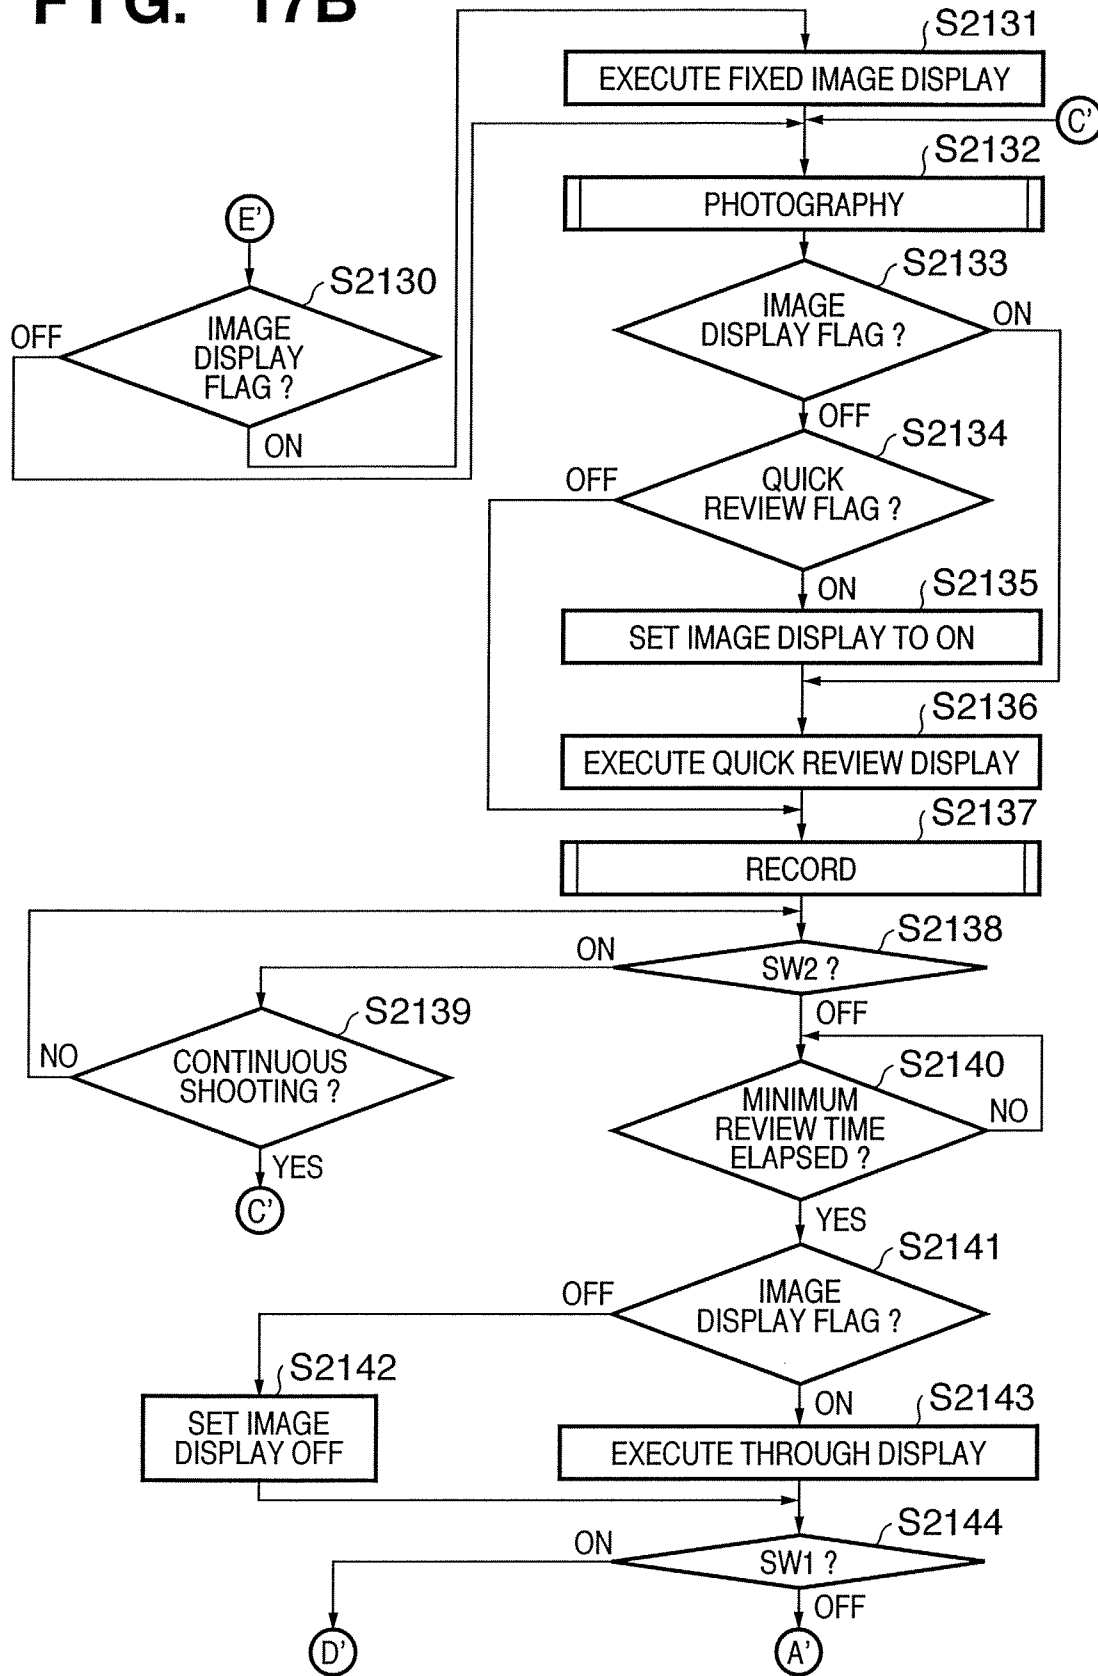 FIG. 17B
S2131
EXECUTE FIXED IMAGE DISPLAY
C'
S2132
PHOTOGRAPHY
E'
S2130
IMAGE
DISPLAY
FLAG ?
OFF
ON
S2133
IMAGE
DISPLAY FLAG ?
ON
OFF
S2134
QUICK
REVIEW FLAG ?
OFF
ON
S2135
SET IMAGE DISPLAY TO ON
S2136
EXECUTE QUICK REVIEW DISPLAY
S2137
RECORD
S2138
SW2 ?
ON
OFF
S2139
CONTINUOUS
SHOOTING ?
NO
YES
C'
S2140
MINIMUM
REVIEW TIME
ELAPSED ?
NO
YES
S2141
IMAGE
DISPLAY FLAG ?
OFF
ON
S2142
SET IMAGE
DISPLAY OFF
S2143
EXECUTE THROUGH DISPLAY
S2144
SW1 ?
ON
OFF
D'
A'